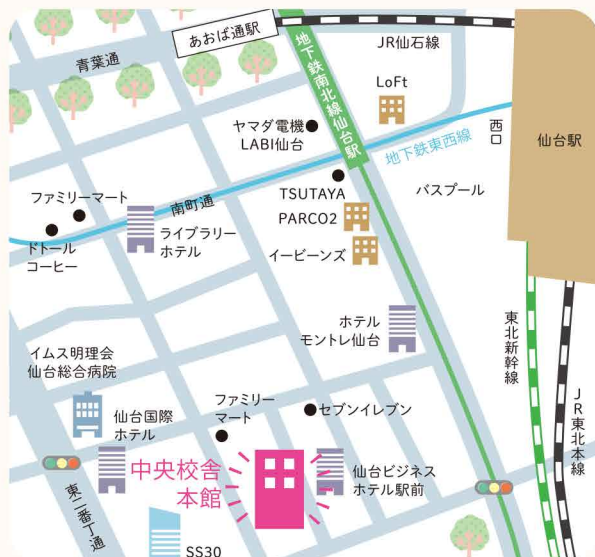 あおば通駅
JR仙石線
青葉通
地下鉄南北線仙台駅
LoFt
ヤマダ電機
LABI仙台
地下鉄東西線
西口
仙台駅
TSUTAYA
バスプール
PARCO2
ファミリーマート
南町通
ドトール
コーヒー
ライブラリー
ホテル
イービーンズ
ホテル
モントレ仙台
東北新幹線
JR東北本線
イムス明理会
仙台総合病院
ファミリー
マート
セブンイレブン
仙台国際
ホテル
中央校舎
本館
仙台ビジネス
ホテル駅前
東二番丁通
SS30